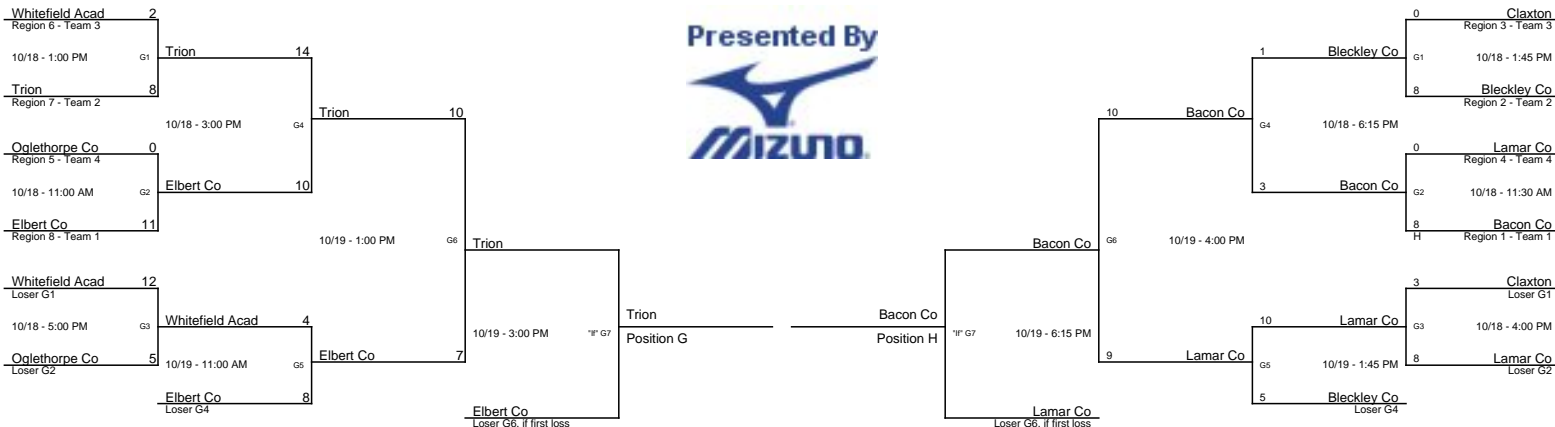 Whitefield Acad 2
Region 6 - Team 3
10/18 - 1:00 PM G1
Trion 8
Region 7 - Team 2
Trion 14
10/18 - 3:00 PM G4
Oglethorpe Co 0
Region 5 - Team 4
10/18 - 11:00 AM G2
Elbert Co 11
Region 8 - Team 1
Elbert Co 10
Trion 10
10/19 - 1:00 PM G6
Whitefield Acad 12
Loser G1
10/18 - 5:00 PM G3
Oglethorpe Co 5
Loser G2
Whitefield Acad 4
10/19 - 11:00 AM G5
Elbert Co 8
Loser G4
Elbert Co 7
Trion
10/19 - 3:00 PM "If" G7
Elbert Co
Loser G6, if first loss
Trion
Position G
Presented By
MIZUNO
0 Claxton
Region 3 - Team 3
G1 10/18 - 1:45 PM
8 Bleckley Co
Region 2 - Team 2
1 Bleckley Co
G4 10/18 - 6:15 PM
0 Lamar Co
Region 4 - Team 4
G2 10/18 - 11:30 AM
8 Bacon Co
H Region 1 - Team 1
3 Bacon Co
10 Bacon Co
G6 10/19 - 4:00 PM
3 Claxton
Loser G1
G3 10/18 - 4:00 PM
8 Lamar Co
Loser G2
10 Lamar Co
G5 10/19 - 1:45 PM
5 Bleckley Co
Loser G4
9 Lamar Co
Bacon Co
"If" G7 10/19 - 6:15 PM
Lamar Co
Loser G6, if first loss
Bacon Co
Position H